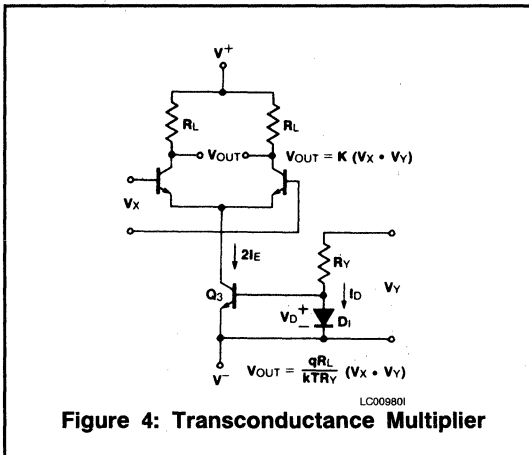 V+
RL RL
VOUT VOUT = K (VX • VY)
VX
2IE
RY
Q3 ID VY
VD + − D1
V− VOUT = qRL/kTRY (VX • VY)
LC00980I
Figure 4: Transconductance Multiplier